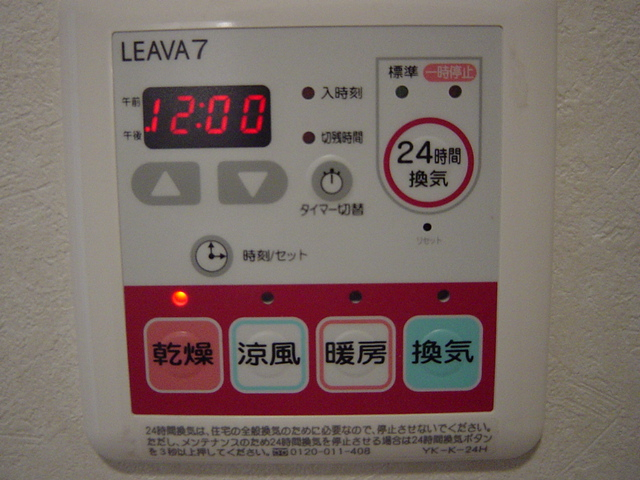 LEAVA7
標準 一時停止
午前 12:00 入時刻
午後 切残時間
24時間
換気
タイマー切替
リセット
時刻/セット
乾燥 涼風 暖房 換気
24時間換気は、住宅の全般換気のために必要なので、停止させないでください。
ただし、メンテナンスのため24時間換気を停止させる場合は24時間換気ボタン
を3秒以上押してください。 0120-011-408 YK-K-24H